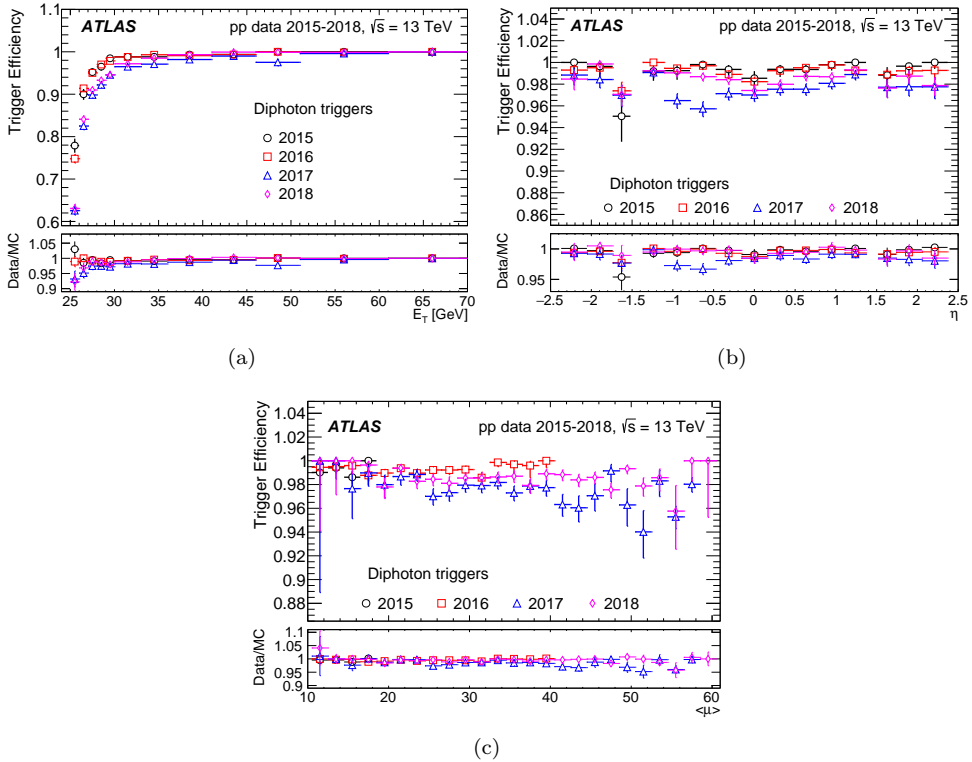 ATLAS pp data 2015-2018, √s = 13 TeV
Trigger Efficiency
1
0.9
0.8
0.7
0.6
Diphoton triggers
2015
2016
2017
2018
Data/MC
1.05
1
0.95
0.9
25 30 35 40 45 50 55 60 65 70
E_T [GeV]
(a)
ATLAS pp data 2015-2018, √s = 13 TeV
Trigger Efficiency
1.04
1.02
1
0.98
0.96
0.94
0.92
0.9
0.88
0.86
Diphoton triggers
2015 2016 2017 2018
Data/MC
1
0.95
−2.5 −2 −1.5 −1 −0.5 0 0.5 1 1.5 2 2.5
η
(b)
ATLAS pp data 2015-2018, √s = 13 TeV
Trigger Efficiency
1.04
1.02
1
0.98
0.96
0.94
0.92
0.9
0.88
Diphoton triggers
2015 2016 2017 2018
Data/MC
1.1
1.05
1
0.95
0.9
10 20 30 40 50 60
<μ>
(c)